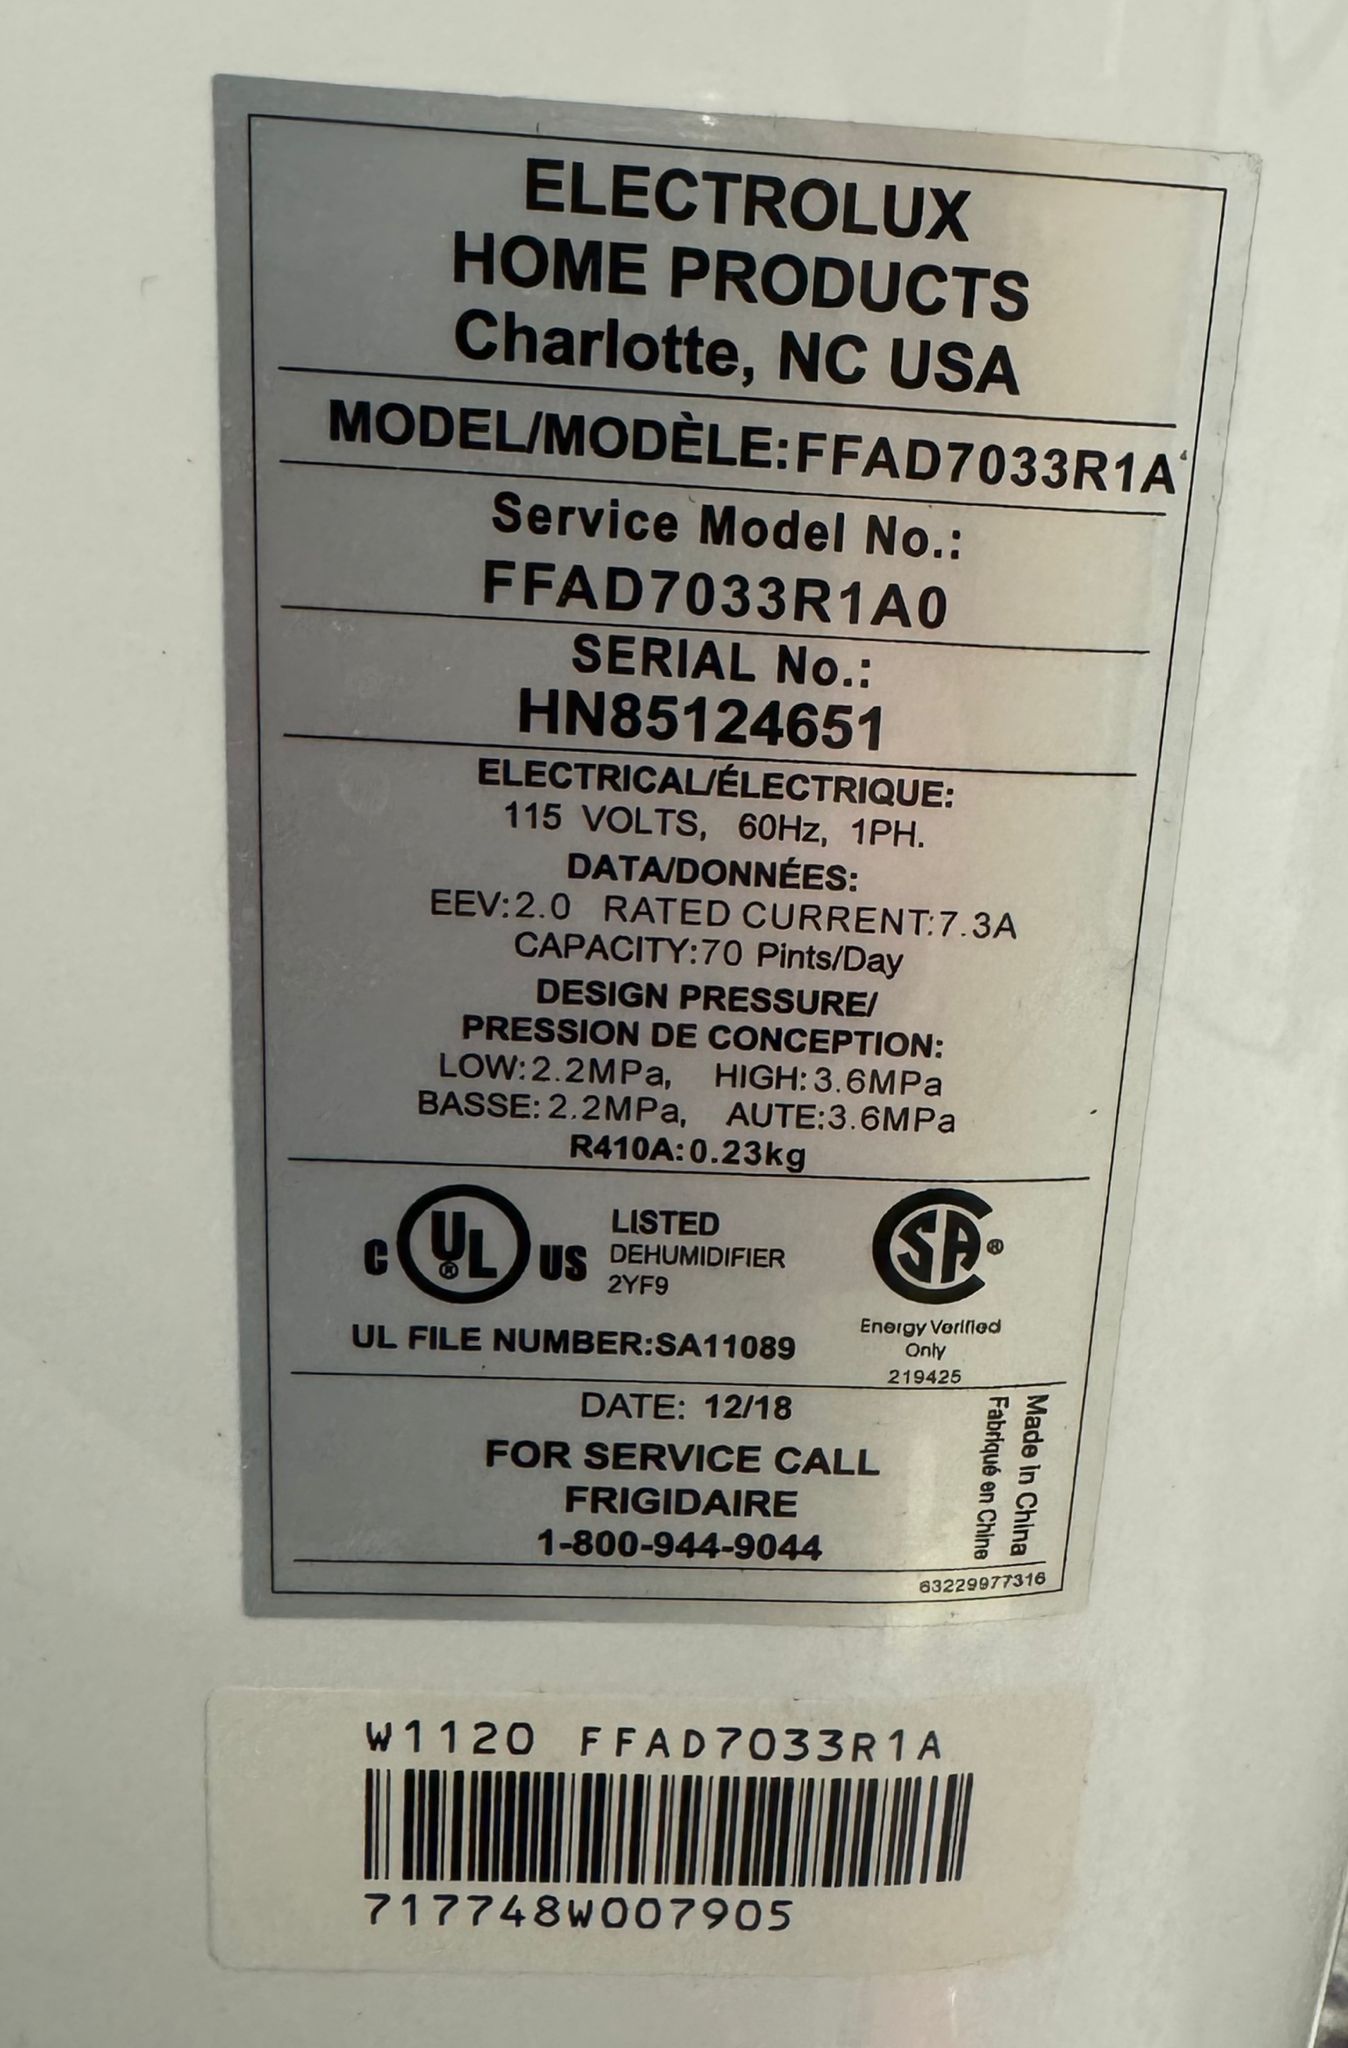 ELECTROLUX
HOME PRODUCTS
Charlotte, NC USA
MODEL/MODÈLE:FFAD7033R1A
Service Model No.:
FFAD7033R1A0
SERIAL No.:
HN85124651
ELECTRICAL/ÉLECTRIQUE:
115 VOLTS, 60Hz, 1PH.
DATA/DONNÉES:
EEV:2.0 RATED CURRENT:7.3A
CAPACITY:70 Pints/Day
DESIGN PRESSURE/
PRESSION DE CONCEPTION:
LOW:2.2MPa, HIGH:3.6MPa
BASSE:2.2MPa, AUTE:3.6MPa
R410A:0.23kg
C UL® US
LISTED
DEHUMIDIFIER
2YF9
SA®
UL FILE NUMBER:SA11089
Energy Verified
Only
219425
DATE: 12/18
FOR SERVICE CALL
FRIGIDAIRE
1-800-944-9044
Made in China
Fabriqué en Chine
63229977316
W1120 FFAD7033R1A
717748W007905